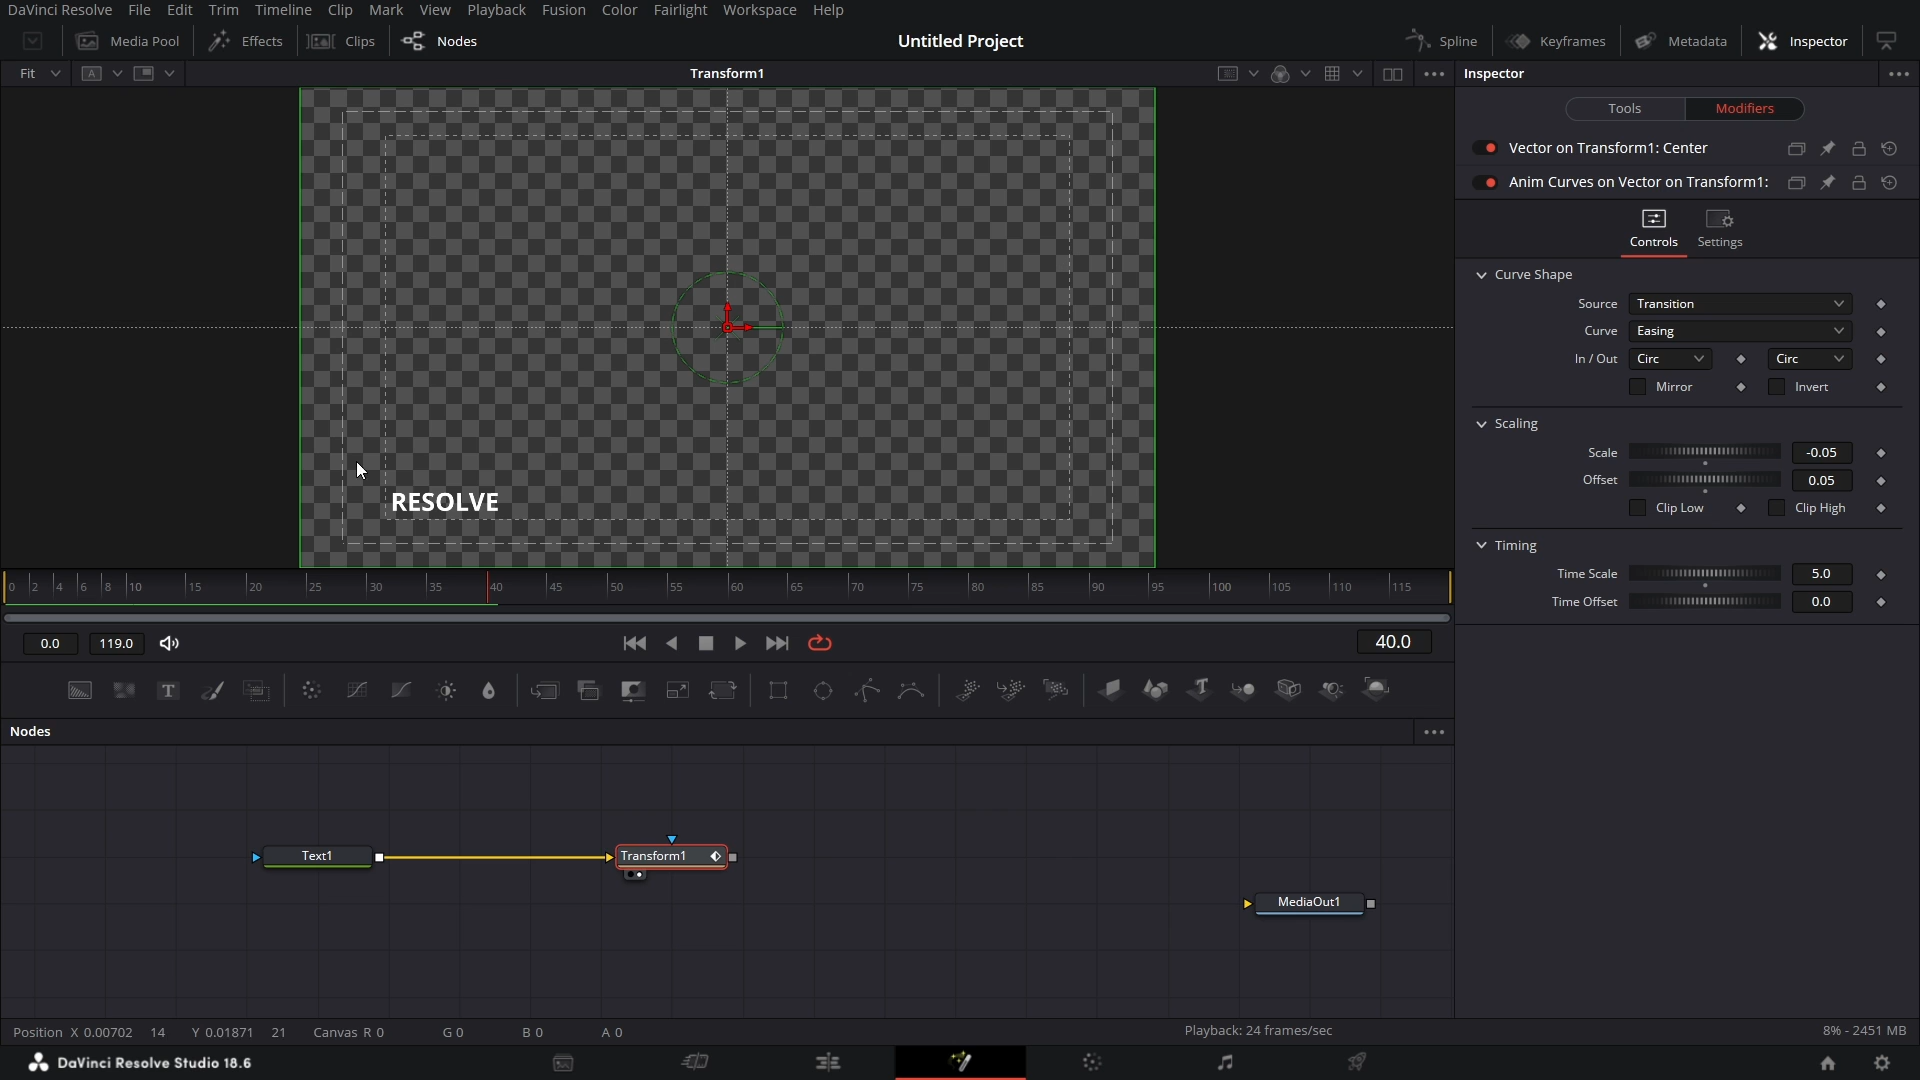 DaVinci Resolve File Edit Trim Timeline Clip Mark View Playback Fusion Color Fairlight Workspace Help
Media Pool Effects Clips Nodes Untitled Project Spline Keyframes Metadata Inspector
Fit A Transform1 Inspector
Tools Modifiers
Vector on Transform1: Center
Anim Curves on Vector on Transform1:
Controls Settings
Curve Shape
Source Transition
Curve Easing
In / Out Circ Circ
Mirror Invert
Scaling
Scale -0.05
Offset 0.05
Clip Low Clip High
Timing
Time Scale 5.0
Time Offset 0.0
RESOLVE
0 2 4 6 8 10 15 20 25 30 35 40 45 50 55 60 65 70 75 80 85 90 95 100 105 110 115
0.0 119.0 40.0
T
Nodes
Text1 Transform1
MediaOut1
Position X 0.00702 14 Y 0.01871 21 Canvas R 0 G 0 B 0 A 0 Playback: 24 frames/sec 8% - 2451 MB
DaVinci Resolve Studio 18.6